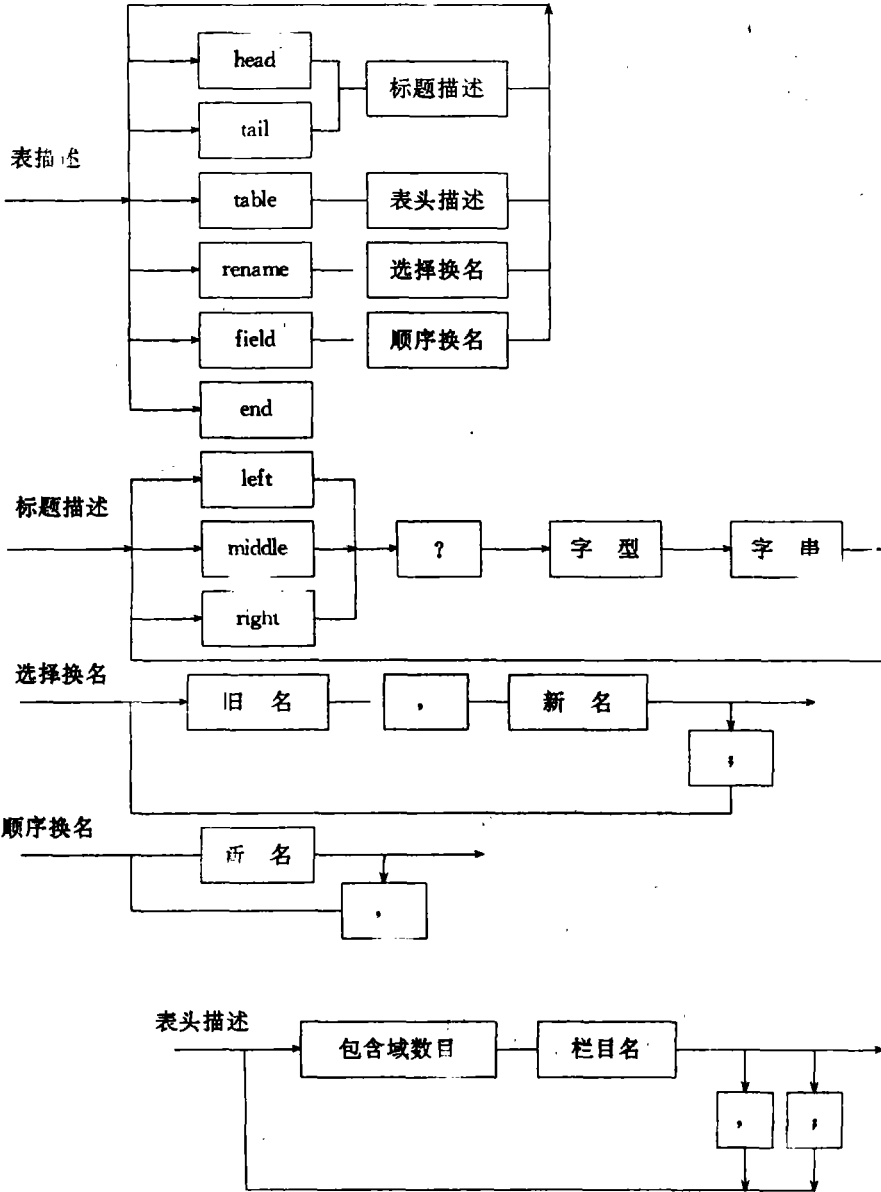 head
标题描述
tail
表描述
table
表头描述
rename
选择换名
field
顺序换名
end
标题描述
left
middle
?
字 型
字 串
right
选择换名
旧 名
,
新 名
;
顺序换名
新 名
,
表头描述
包含域数目
栏目名
,
;